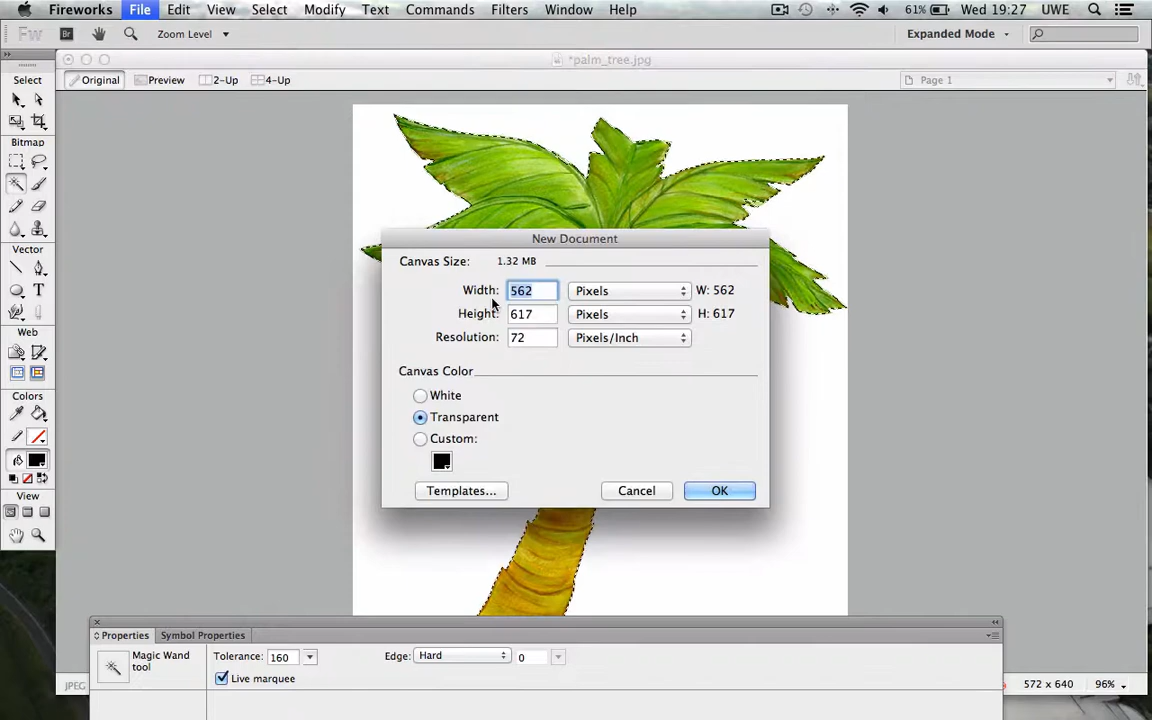 Fireworks File Edit View Select Modify Text Commands Filters Window Help 61% Wed 19:27 UWE
Fw Br Zoom Level Expanded Mode
*palm_tree.jpg
Original Preview 2-Up 4-Up Page 1
Select
Bitmap
Vector
T
Web
Colors
View
New Document
Canvas Size: 1.32 MB
Width: 562 Pixels W: 562
Height: 617 Pixels H: 617
Resolution: 72 Pixels/Inch
Canvas Color
White
Transparent
Custom:
Templates... Cancel OK
Properties Symbol Properties
Magic Wand tool Tolerance: 160 Edge: Hard 0
Live marquee
JPEG 572 x 640 96%